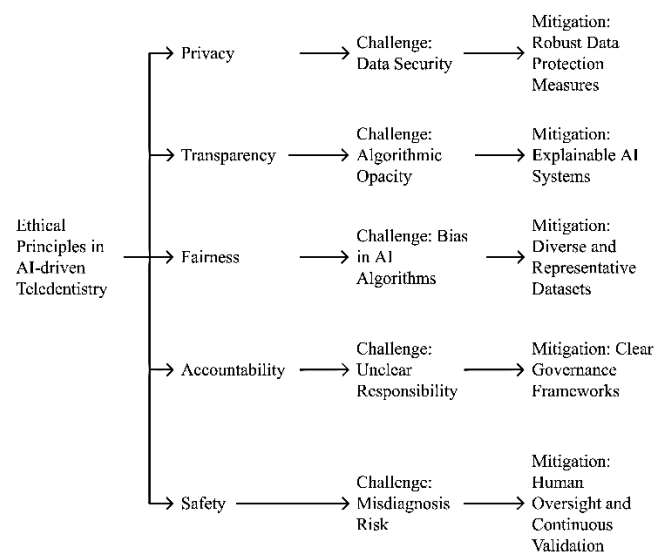 Ethical
Principles in
AI-driven
Teledentistry
Privacy
Challenge:
Data Security
Mitigation:
Robust Data
Protection
Measures
Transparency
Challenge:
Algorithmic
Opacity
Mitigation:
Explainable AI
Systems
Fairness
Challenge: Bias
in AI
Algorithms
Mitigation:
Diverse and
Representative
Datasets
Accountability
Challenge:
Unclear
Responsibility
Mitigation: Clear
Governance
Frameworks
Safety
Challenge:
Misdiagnosis
Risk
Mitigation:
Human
Oversight and
Continuous
Validation